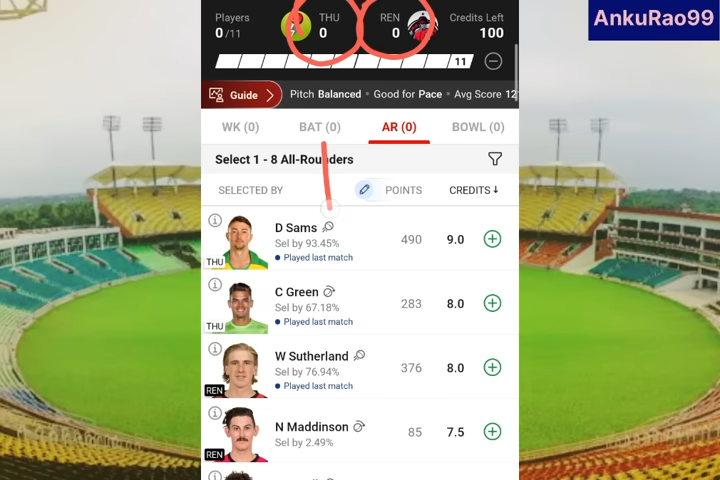 AnkuRao99
Players
0/11
THU
0
REN
0
Credits Left
100
11
Guide
Pitch Balanced • Good for Pace • Avg Score 12
WK (0)
BAT (0)
AR (0)
BOWL (0)
Select 1 - 8 All-Rounders
SELECTED BY
POINTS
CREDITS↓
D Sams
Sel by 93.45%
Played last match
THU
490
9.0
C Green
Sel by 67.18%
Played last match
THU
283
8.0
W Sutherland
Sel by 76.94%
Played last match
REN
376
8.0
N Maddinson
Sel by 2.49%
REN
85
7.5